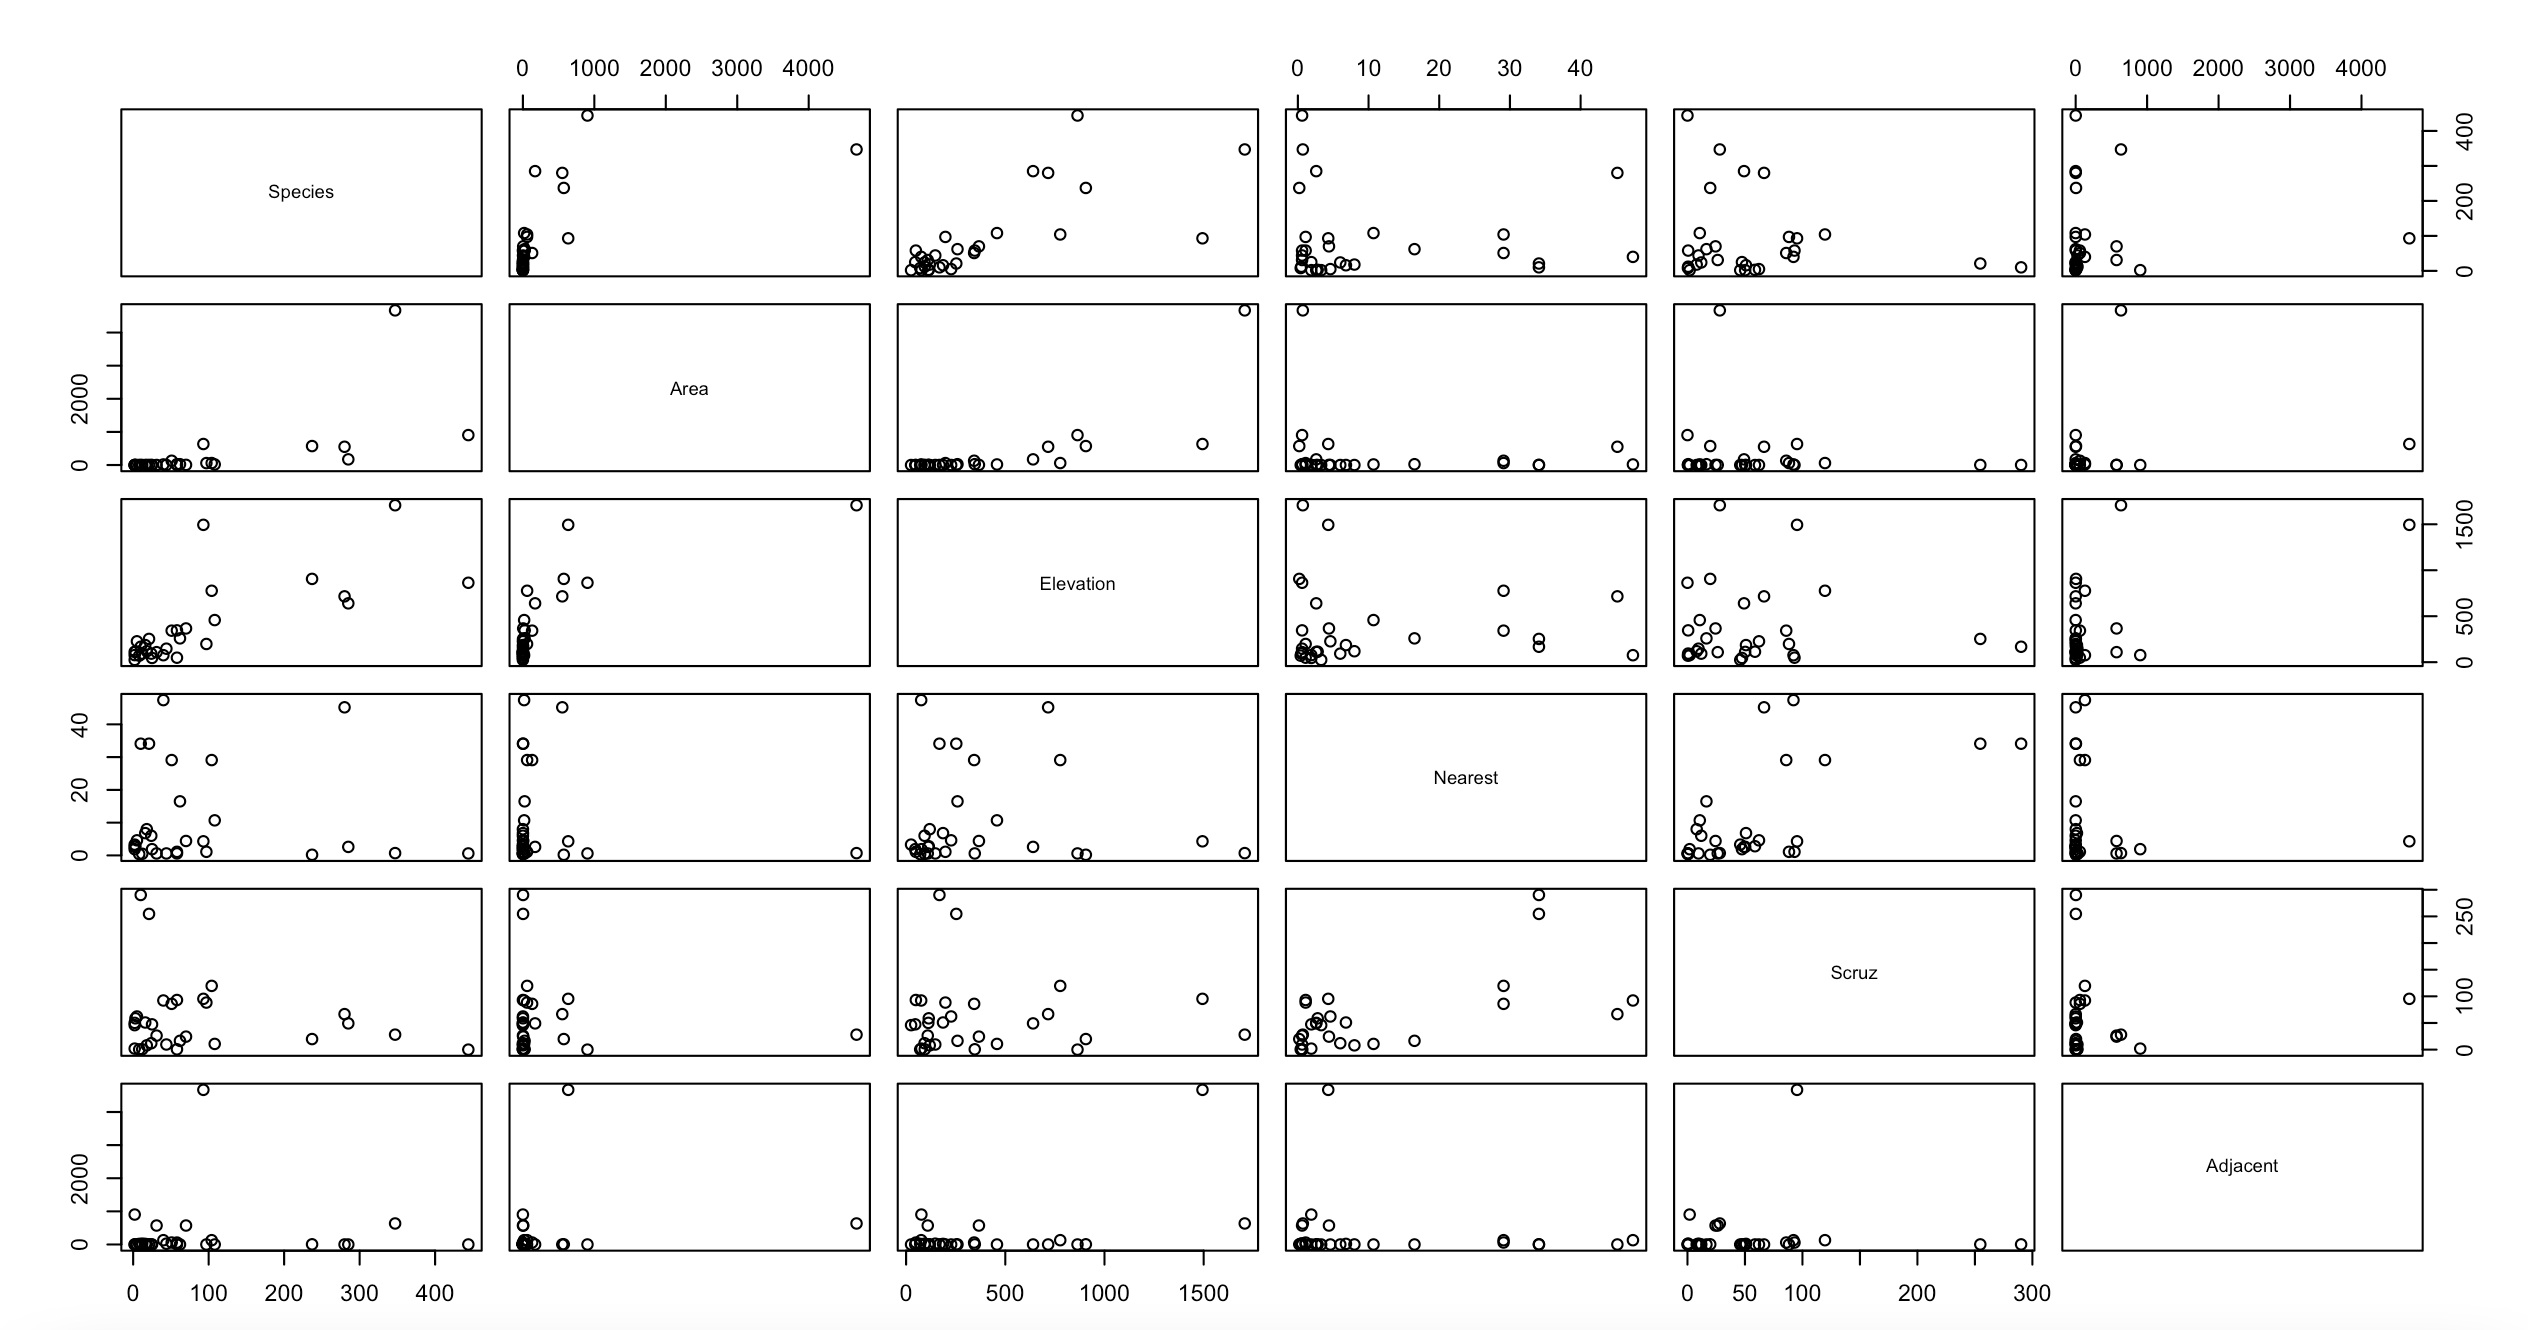 0 1000 2000 3000 4000 0 10 20 30 40 0 1000 2000 3000 4000
Species 0 200 400
0 2000 Area
Elevation 0 500 1500
0 20 40 Nearest
Scruz 0 100 250
0 2000 Adjacent
0 100 200 300 400 0 500 1000 1500 0 50 100 200 300